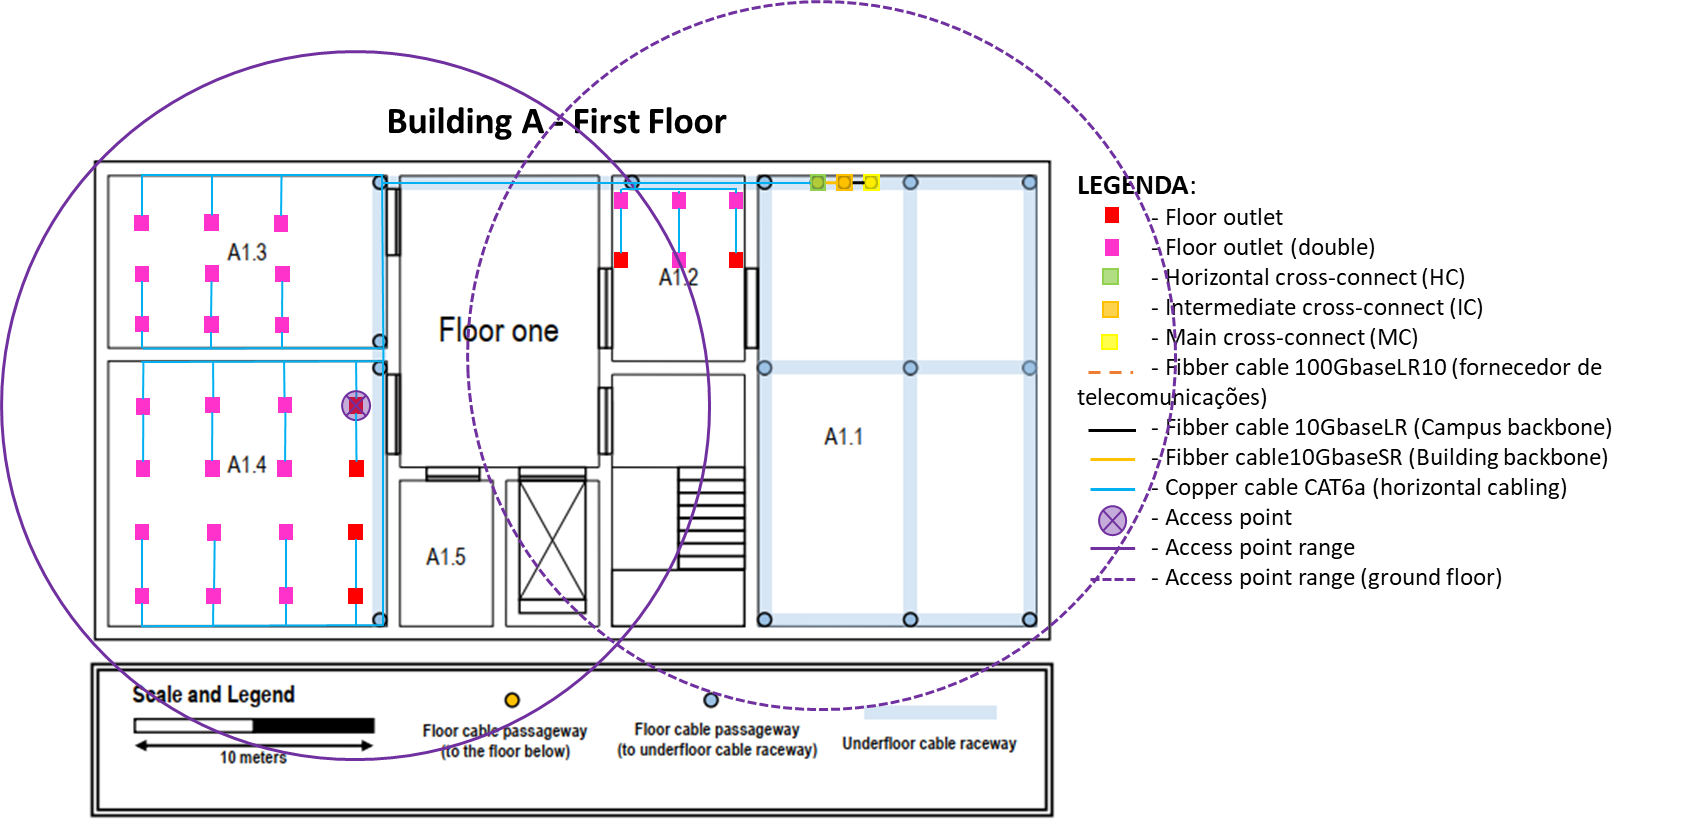 Building A - First Floor
A1.3
A1.2
Floor one
A1.4
A1.1
A1.5
LEGENDA:
- Floor outlet
- Floor outlet (double)
- Horizontal cross-connect (HC)
- Intermediate cross-connect (IC)
- Main cross-connect (MC)
- Fibber cable 100GbaseLR10 (fornecedor de
telecomunicações)
- Fibber cable 10GbaseLR (Campus backbone)
- Fibber cable10GbaseSR (Building backbone)
- Copper cable CAT6a (horizontal cabling)
- Access point
- Access point range
- Access point range (ground floor)
Scale and Legend
10 meters
Floor cable passageway
(to the floor below)
Floor cable passageway
(to underfloor cable raceway)
Underfloor cable raceway